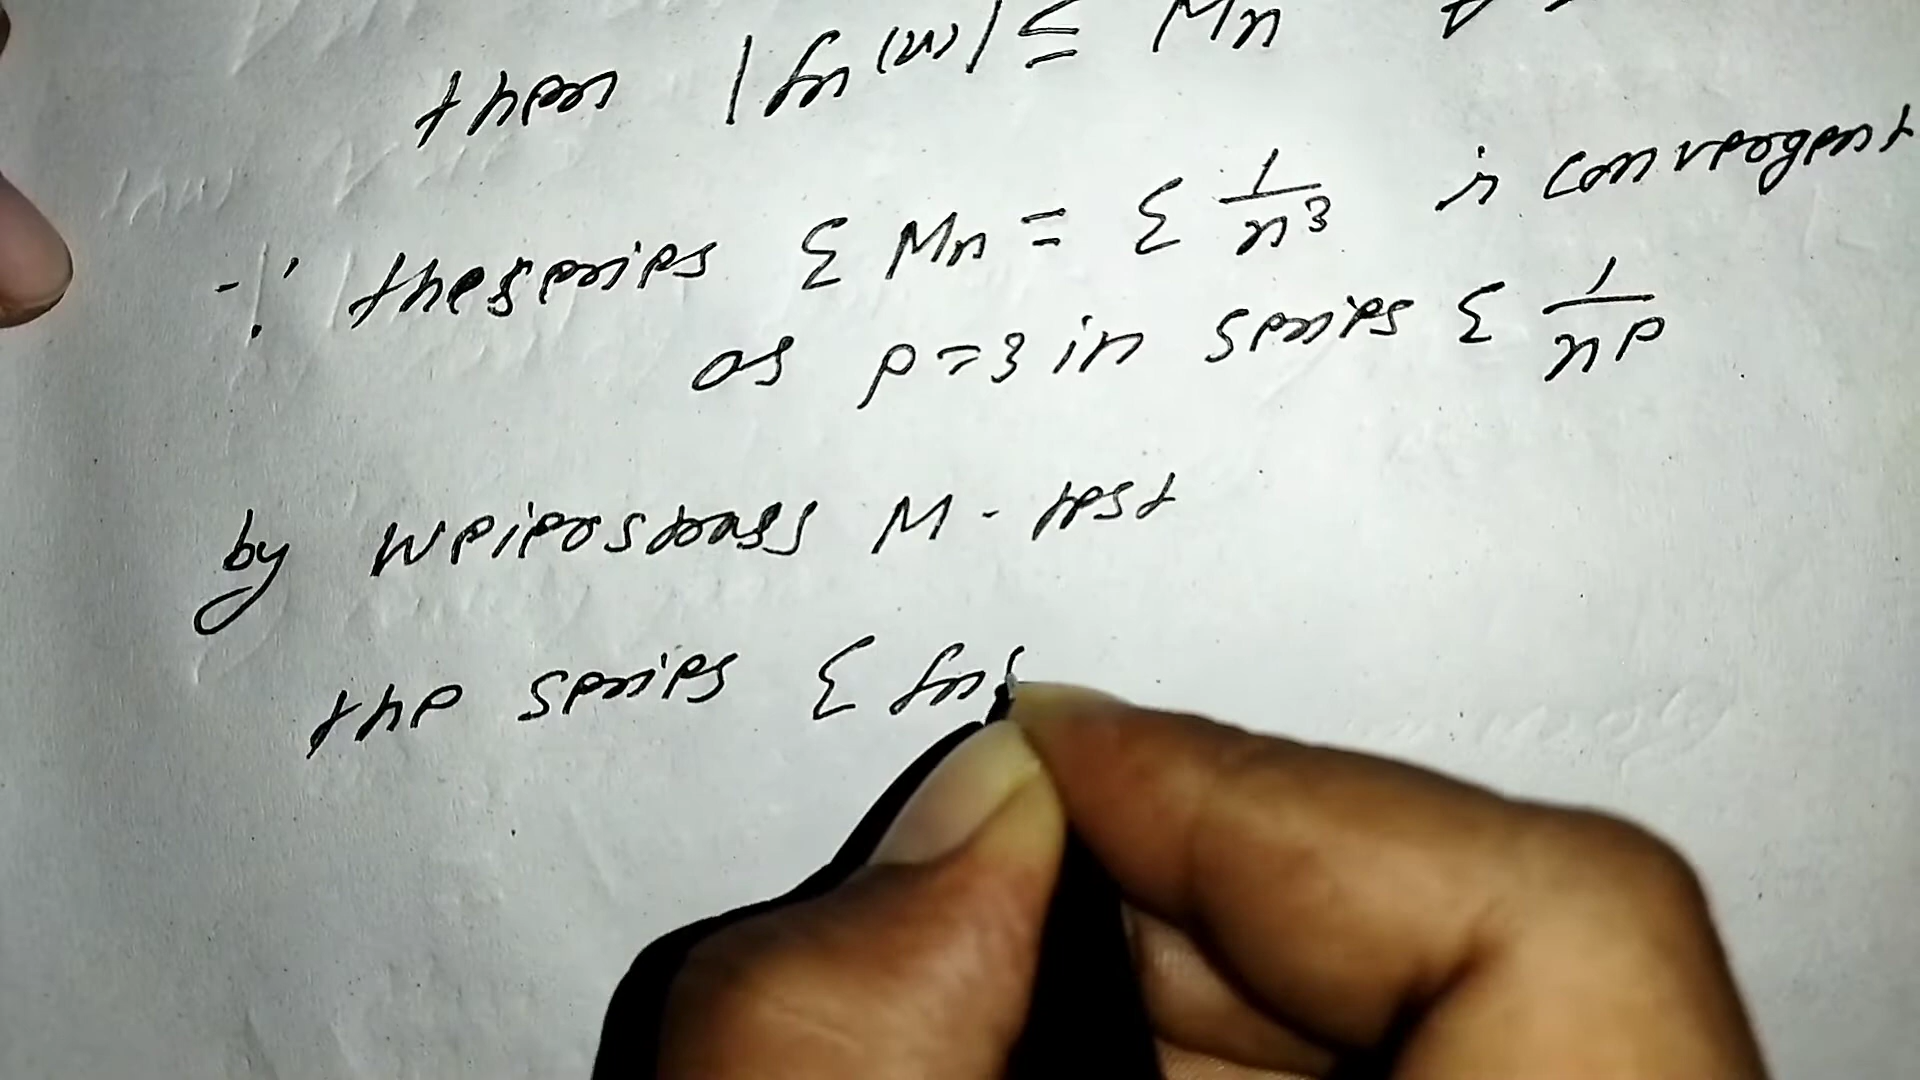 then |fn(x)| ≤ Mn ∀
∵ the series Σ Mn = Σ 1/n³ is convergent
as p=3 in series Σ 1/nᵖ
by Weierstrass M-test
the series Σ fn(